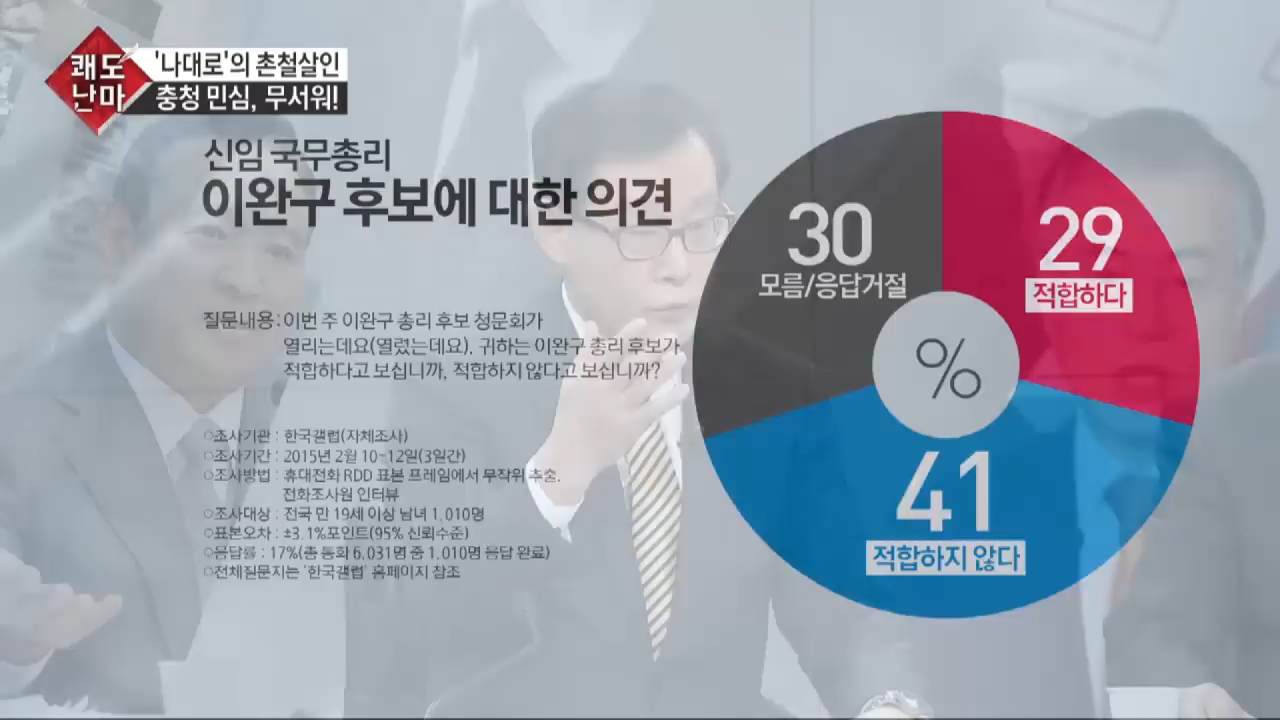 쾌도
난마
'나대로'의 촌철살인
충청 민심, 무서워!
신임 국무총리
이완구 후보에 대한 의견
질문내용 : 이번 주 이완구 총리 후보 청문회가
열리는데요(열렸는데요). 귀하는 이완구 총리 후보가
적합하다고 보십니까, 적합하지 않다고 보십니까?
○조사기관 : 한국갤럽(자체조사)
○조사기간 : 2015년 2월 10~12일(3일간)
○조사방법 : 휴대전화 RDD 표본 프레임에서 무작위 추출,
전화조사원 인터뷰
○조사대상 : 전국 만 19세 이상 남녀 1,010명
○표본오차 : ±3.1%포인트(95% 신뢰수준)
○응답률 : 17%(총 통화 6,031명 중 1,010명 응답 완료)
○전체질문지는 '한국갤럽' 홈페이지 참조
30
모름/응답거절
29
적합하다
%
41
적합하지 않다